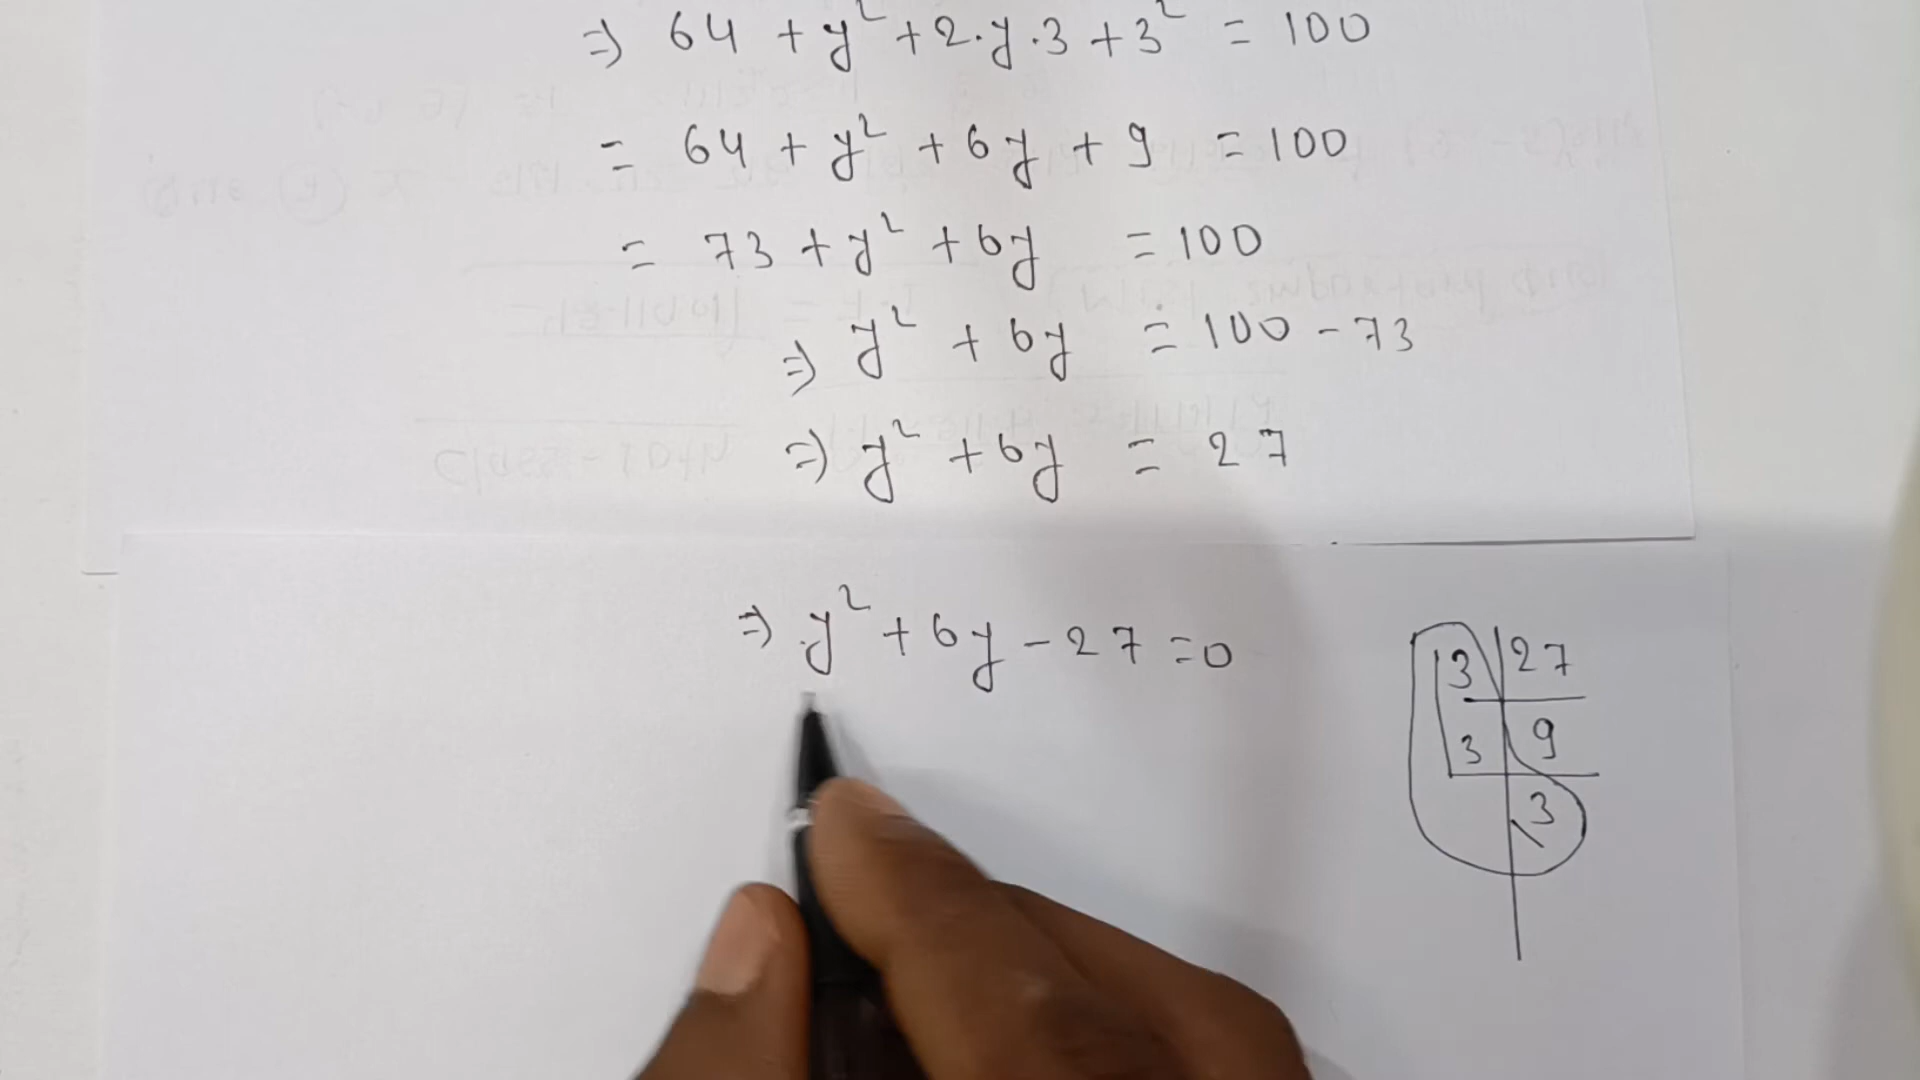 ⇒ 64 + y² + 2·y·3 + 3² = 100
= 64 + y² + 6y + 9 = 100
= 73 + y² + 6y = 100
⇒ y² + 6y = 100 - 73
⇒ y² + 6y = 27
⇒ y² + 6y - 27 = 0
3 | 27
3 | 9
3